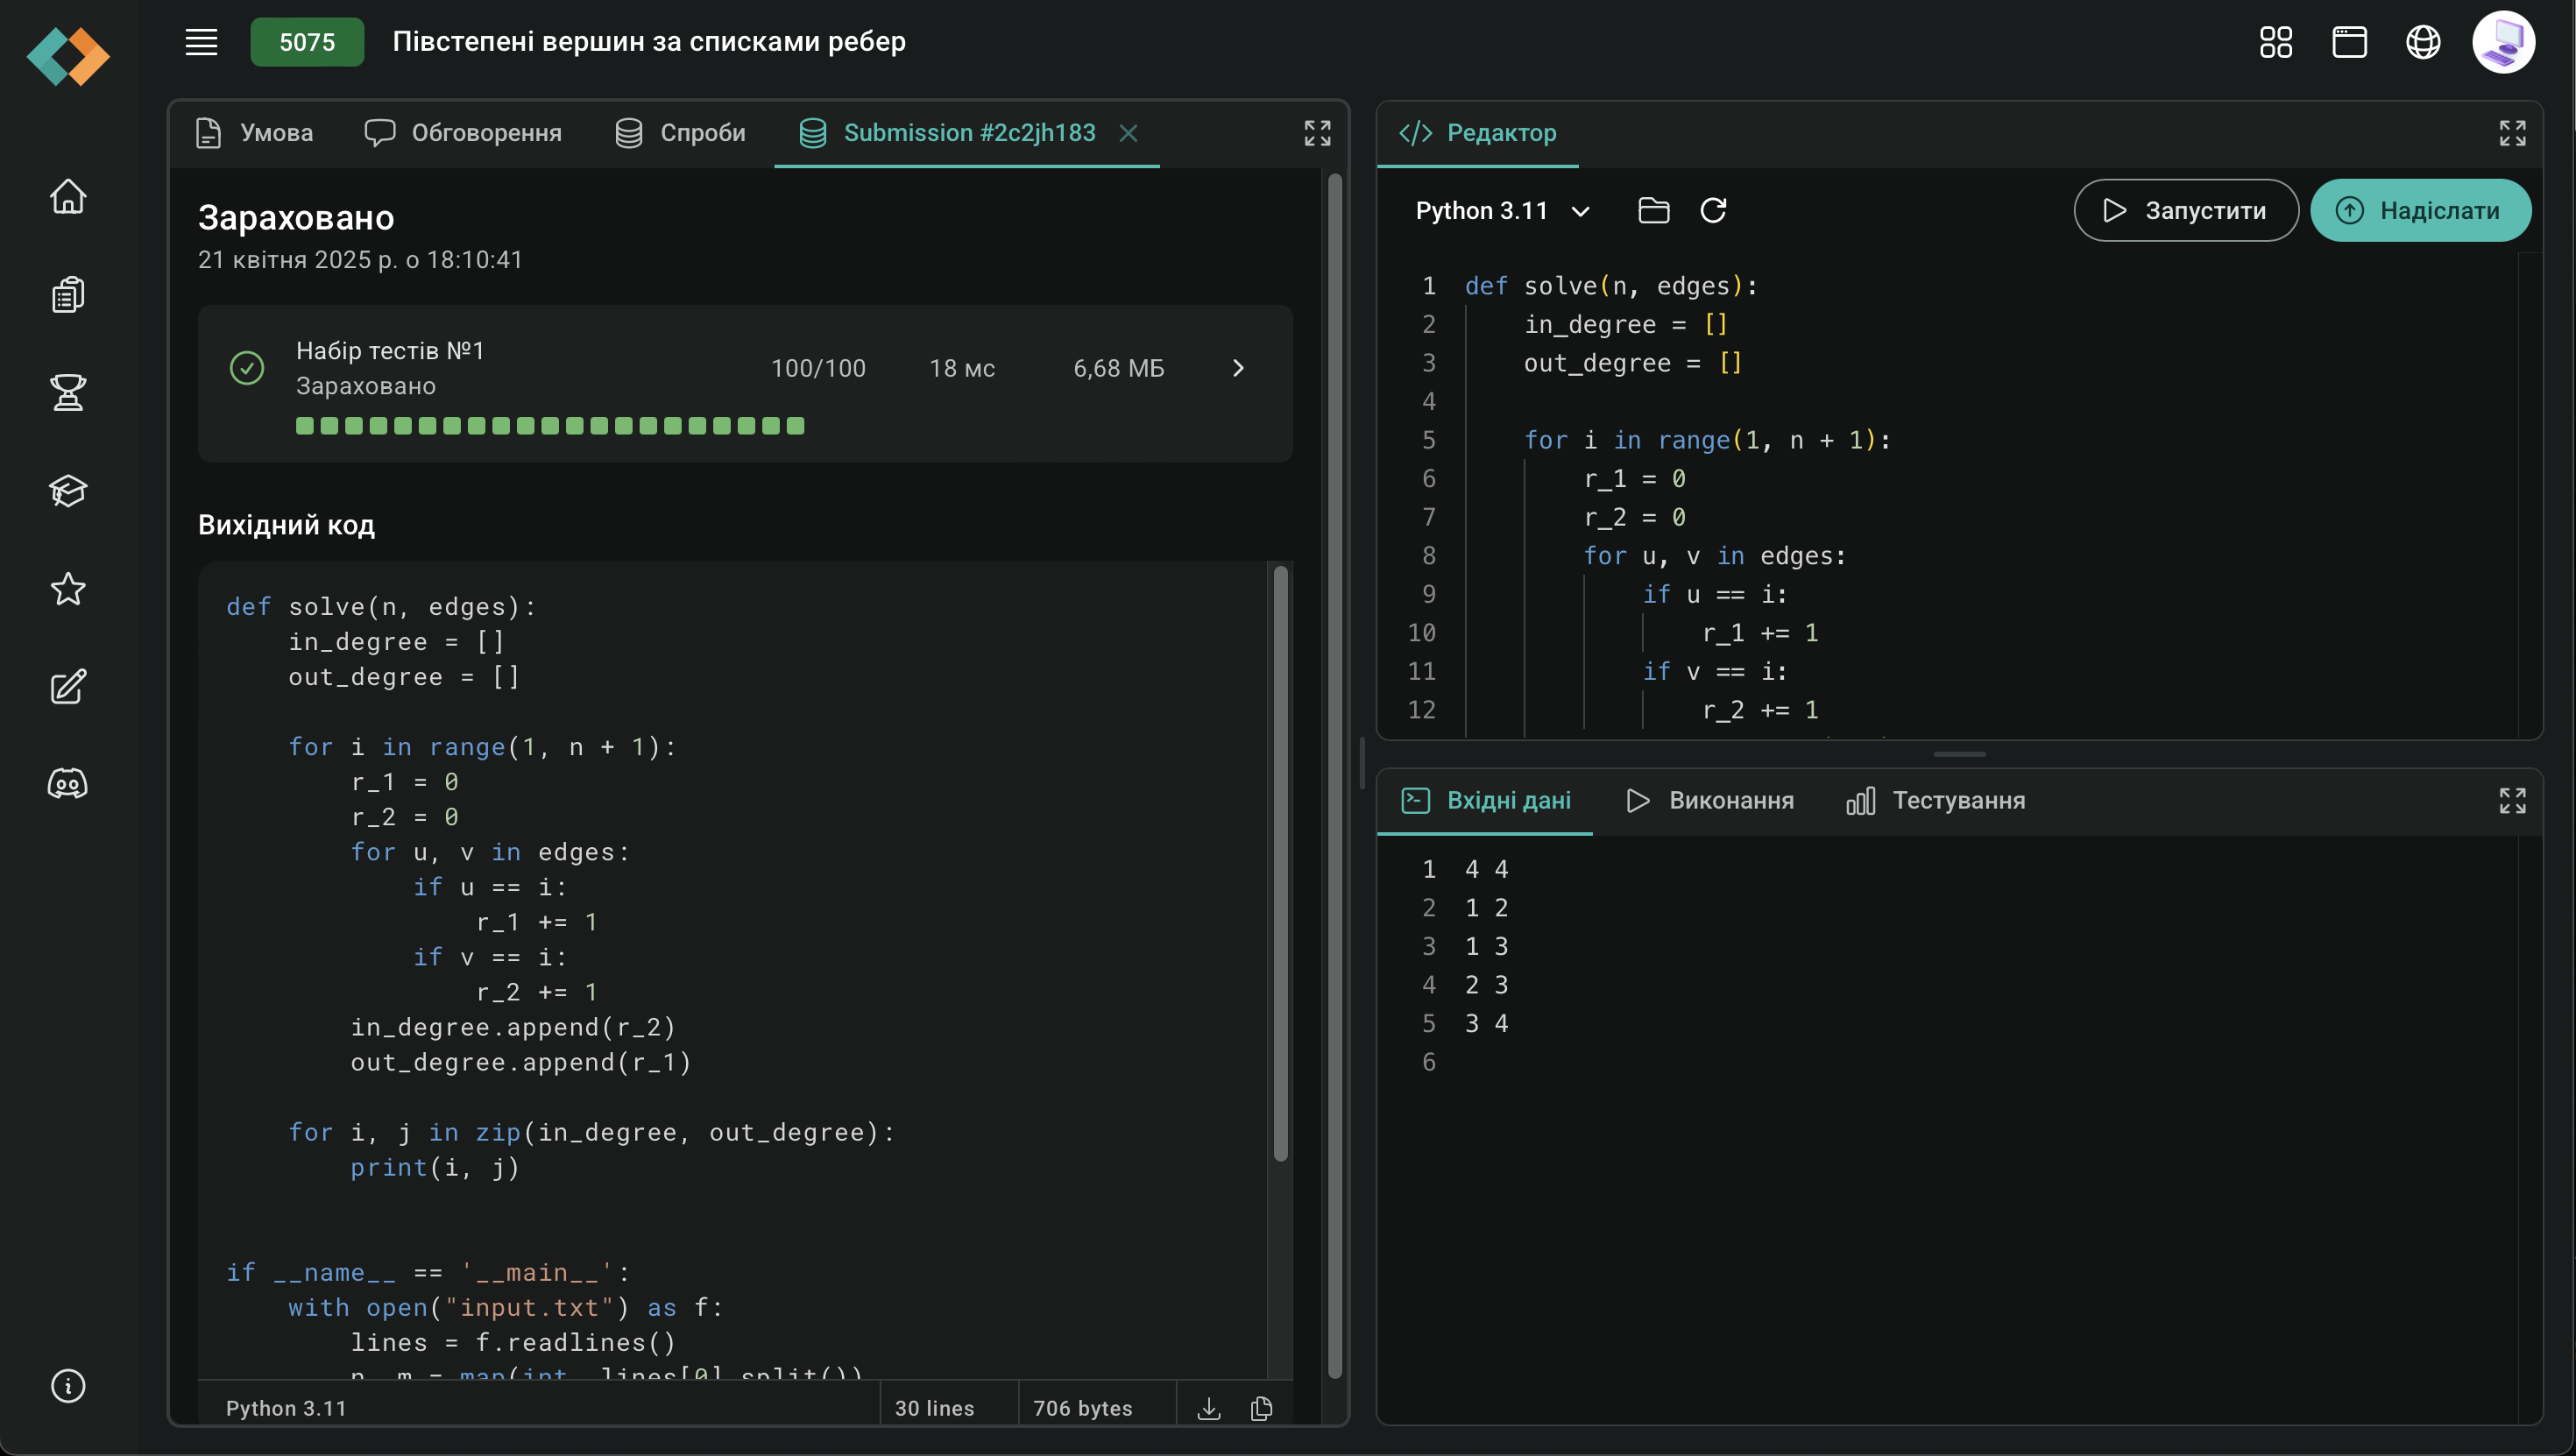 5075 Півстепені вершин за списками ребер
Умова Обговорення Спроби Submission #2c2jh183
Зараховано
21 квітня 2025 р. о 18:10:41
Набір тестів №1
Зараховано
100/100 18 мс 6,68 МБ
Вихідний код
def solve(n, edges):
    in_degree = []
    out_degree = []

    for i in range(1, n + 1):
        r_1 = 0
        r_2 = 0
        for u, v in edges:
            if u == i:
                r_1 += 1
            if v == i:
                r_2 += 1
        in_degree.append(r_2)
        out_degree.append(r_1)

    for i, j in zip(in_degree, out_degree):
        print(i, j)

if __name__ == '__main__':
    with open("input.txt") as f:
        lines = f.readlines()
        n, m = map(int, lines[0].split())
Python 3.11 30 lines 706 bytes
Редактор
Python 3.11 Запустити Надіслати
1 def solve(n, edges):
2     in_degree = []
3     out_degree = []
4
5     for i in range(1, n + 1):
6         r_1 = 0
7         r_2 = 0
8         for u, v in edges:
9             if u == i:
10                 r_1 += 1
11             if v == i:
12                 r_2 += 1
Вхідні дані Виконання Тестування
1 4 4
2 1 2
3 1 3
4 2 3
5 3 4
6